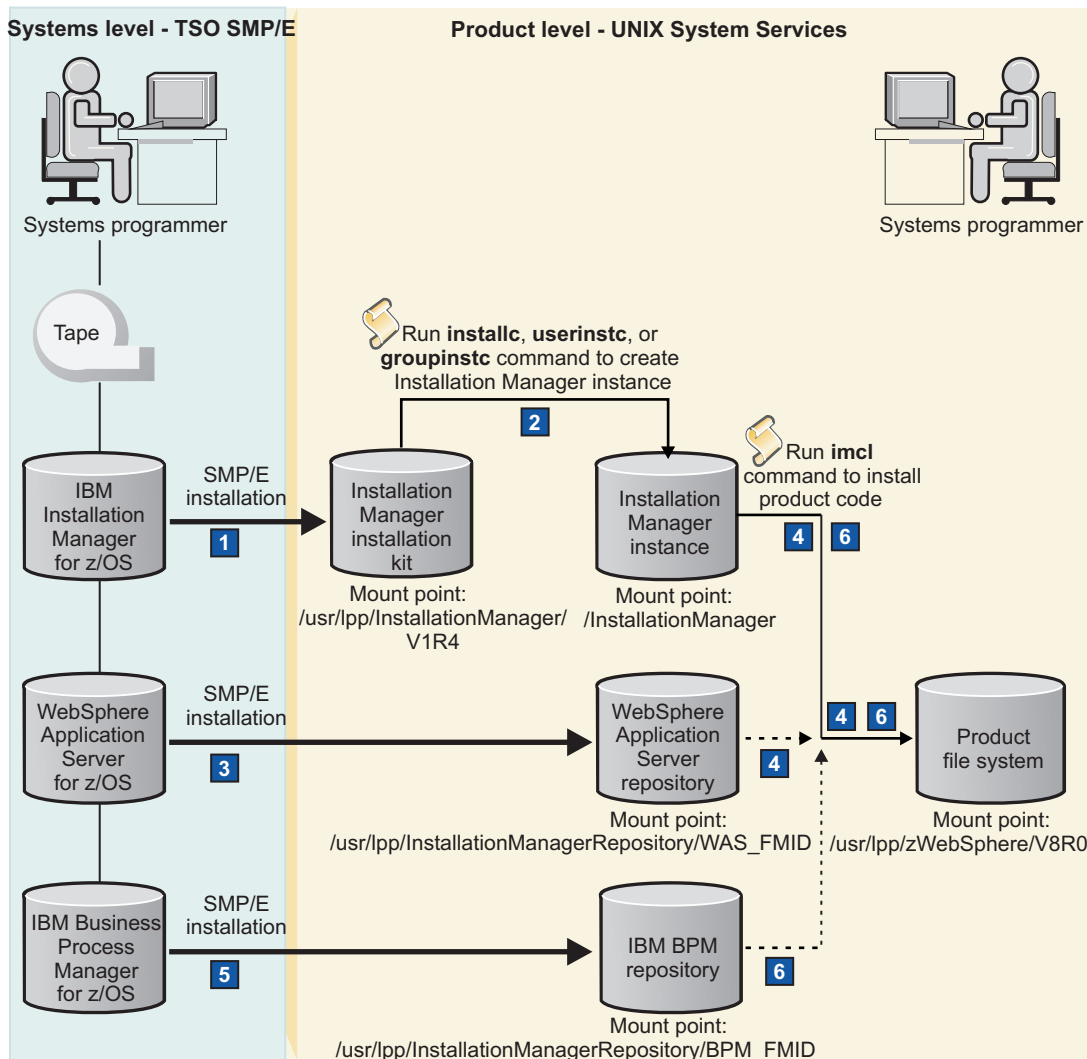 Systems level - TSO SMP/E
Product level - UNIX System Services
Systems programmer
Systems programmer
Tape
Run installc, userinstc, or
groupinstc command to create
Installation Manager instance
2
Run imcl
command to install
product code
4 6
IBM
Installation
Manager
for z/OS
SMP/E
installation
1
Installation
Manager
installation
kit
Mount point:
/usr/lpp/InstallationManager/
V1R4
Installation
Manager
instance
Mount point:
/InstallationManager
WebSphere
Application
Server
for z/OS
SMP/E
installation
3
WebSphere
Application
Server
repository
4
Mount point:
/usr/lpp/InstallationManagerRepository/WAS_FMID
4 6
Product
file system
Mount point:
/usr/lpp/zWebSphere/V8R0
IBM Business
Process
Manager
for z/OS
SMP/E
installation
5
IBM BPM
repository
6
Mount point:
/usr/lpp/InstallationManagerRepository/BPM_FMID